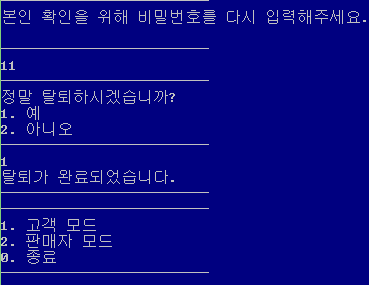 본인 확인을 위해 비밀번호를 다시 입력해주세요.
11
정말 탈퇴하시겠습니까?
1. 예
2. 아니오
1
탈퇴가 완료되었습니다.
1. 고객 모드
2. 판매자 모드
0. 종료